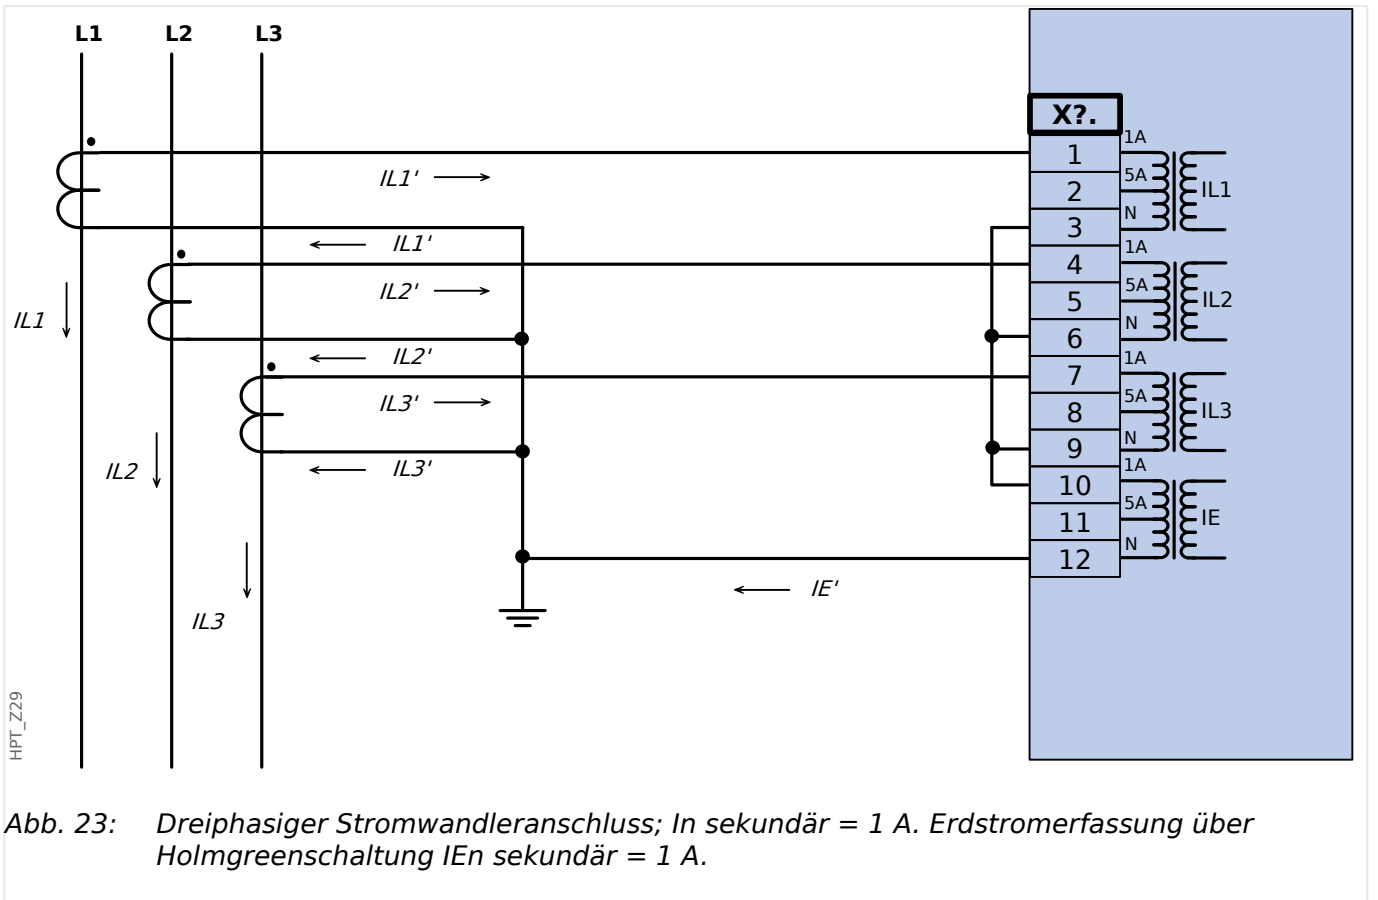 L1 L2 L3
X?.
1A
1
IL1'
5A
2
IL1
N
3
IL1'
1A
4
IL2'
5A
5
IL2
IL1
N
6
IL2'
1A
7
IL3'
5A
8
IL3
N
9
IL3'
IL2
1A
10
5A
11
IE
N
12
IE'
IL3
HPT_Z29
Abb. 23: Dreiphasiger Stromwandleranschluss; In sekundär = 1 A. Erdstromerfassung über
Holmgreenschaltung IEn sekundär = 1 A.